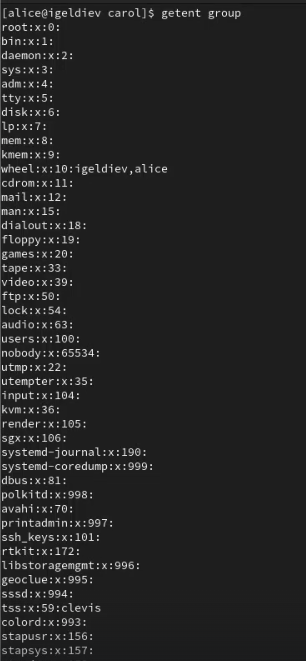 [alice@igeldiev carol]$ getent group
root:x:0:
bin:x:1:
daemon:x:2:
sys:x:3:
adm:x:4:
tty:x:5:
disk:x:6:
lp:x:7:
mem:x:8:
kmem:x:9:
wheel:x:10:igeldiev,alice
cdrom:x:11:
mail:x:12:
man:x:15:
dialout:x:18:
floppy:x:19:
games:x:20:
tape:x:33:
video:x:39:
ftp:x:50:
lock:x:54:
audio:x:63:
users:x:100:
nobody:x:65534:
utmp:x:22:
utempter:x:35:
input:x:104:
kvm:x:36:
render:x:105:
sgx:x:106:
systemd-journal:x:190:
systemd-coredump:x:999:
dbus:x:81:
polkitd:x:998:
avahi:x:70:
printadmin:x:997:
ssh_keys:x:101:
rtkit:x:172:
libstoragemgmt:x:996:
geoclue:x:995:
sssd:x:994:
tss:x:59:clevis
colord:x:993:
stapusr:x:156:
stapsys:x:157: